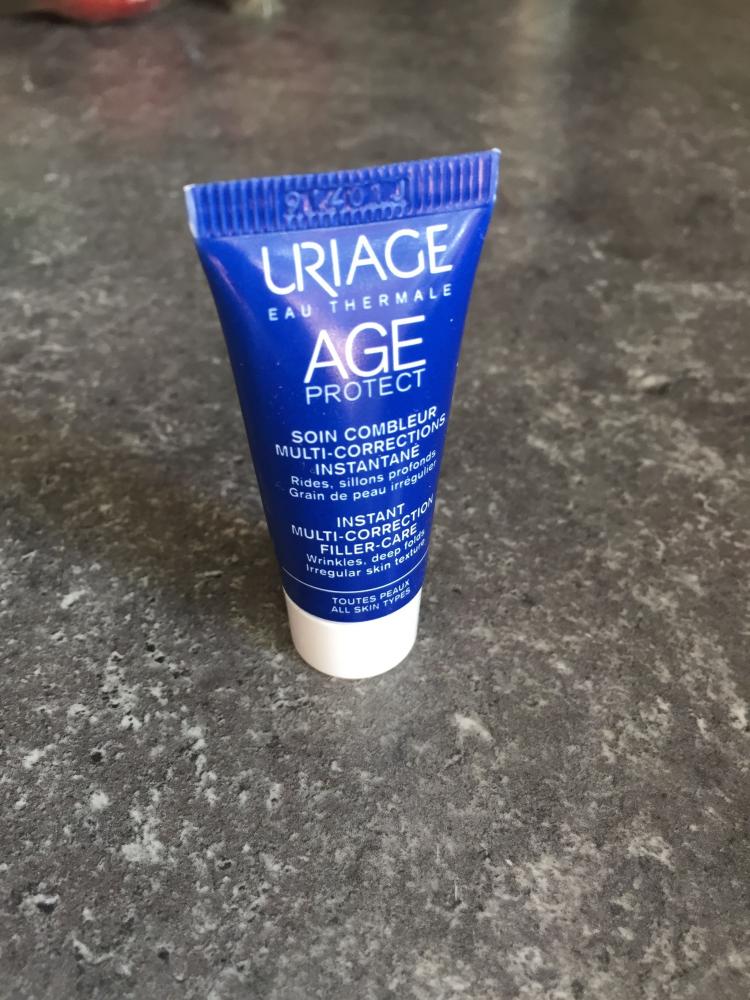 URIAGE
EAU THERMALE
AGE
PROTECT
SOIN COMBLEUR
MULTI-CORRECTIONS
INSTANTANÉ
Rides, sillons profonds
Grain de peau irrégulier
INSTANT
MULTI-CORRECTION
FILLER-CARE
Wrinkles, deep folds
Irregular skin texture
TOUTES PEAUX
ALL SKIN TYPES